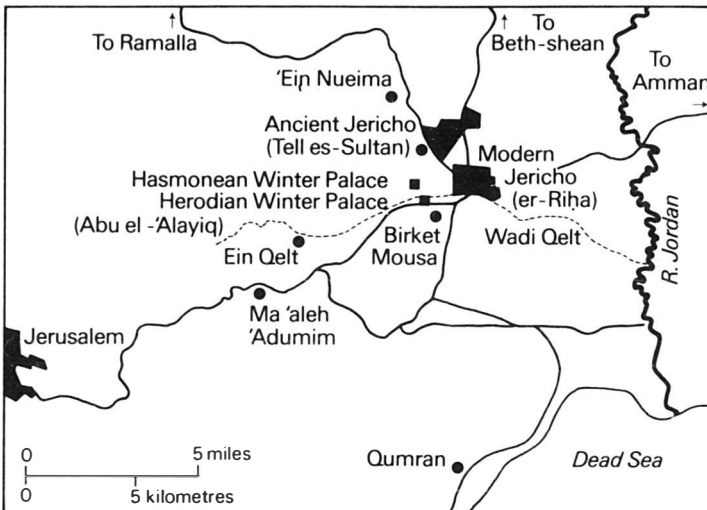 To Ramalla
To
Beth-shean
To
Amman
'Ein Nueima
Ancient Jericho
(Tell es-Sultan)
Modern
Jericho
(er-Riḥa)
Hasmonean Winter Palace
Herodian Winter Palace
(Abu el-'Alayiq)
Ein Qelt
Birket
Mousa
Wadi Qelt
R. Jordan
Ma'aleh
'Adumim
Jerusalem
Qumran
Dead Sea
0 5 miles
0 5 kilometres